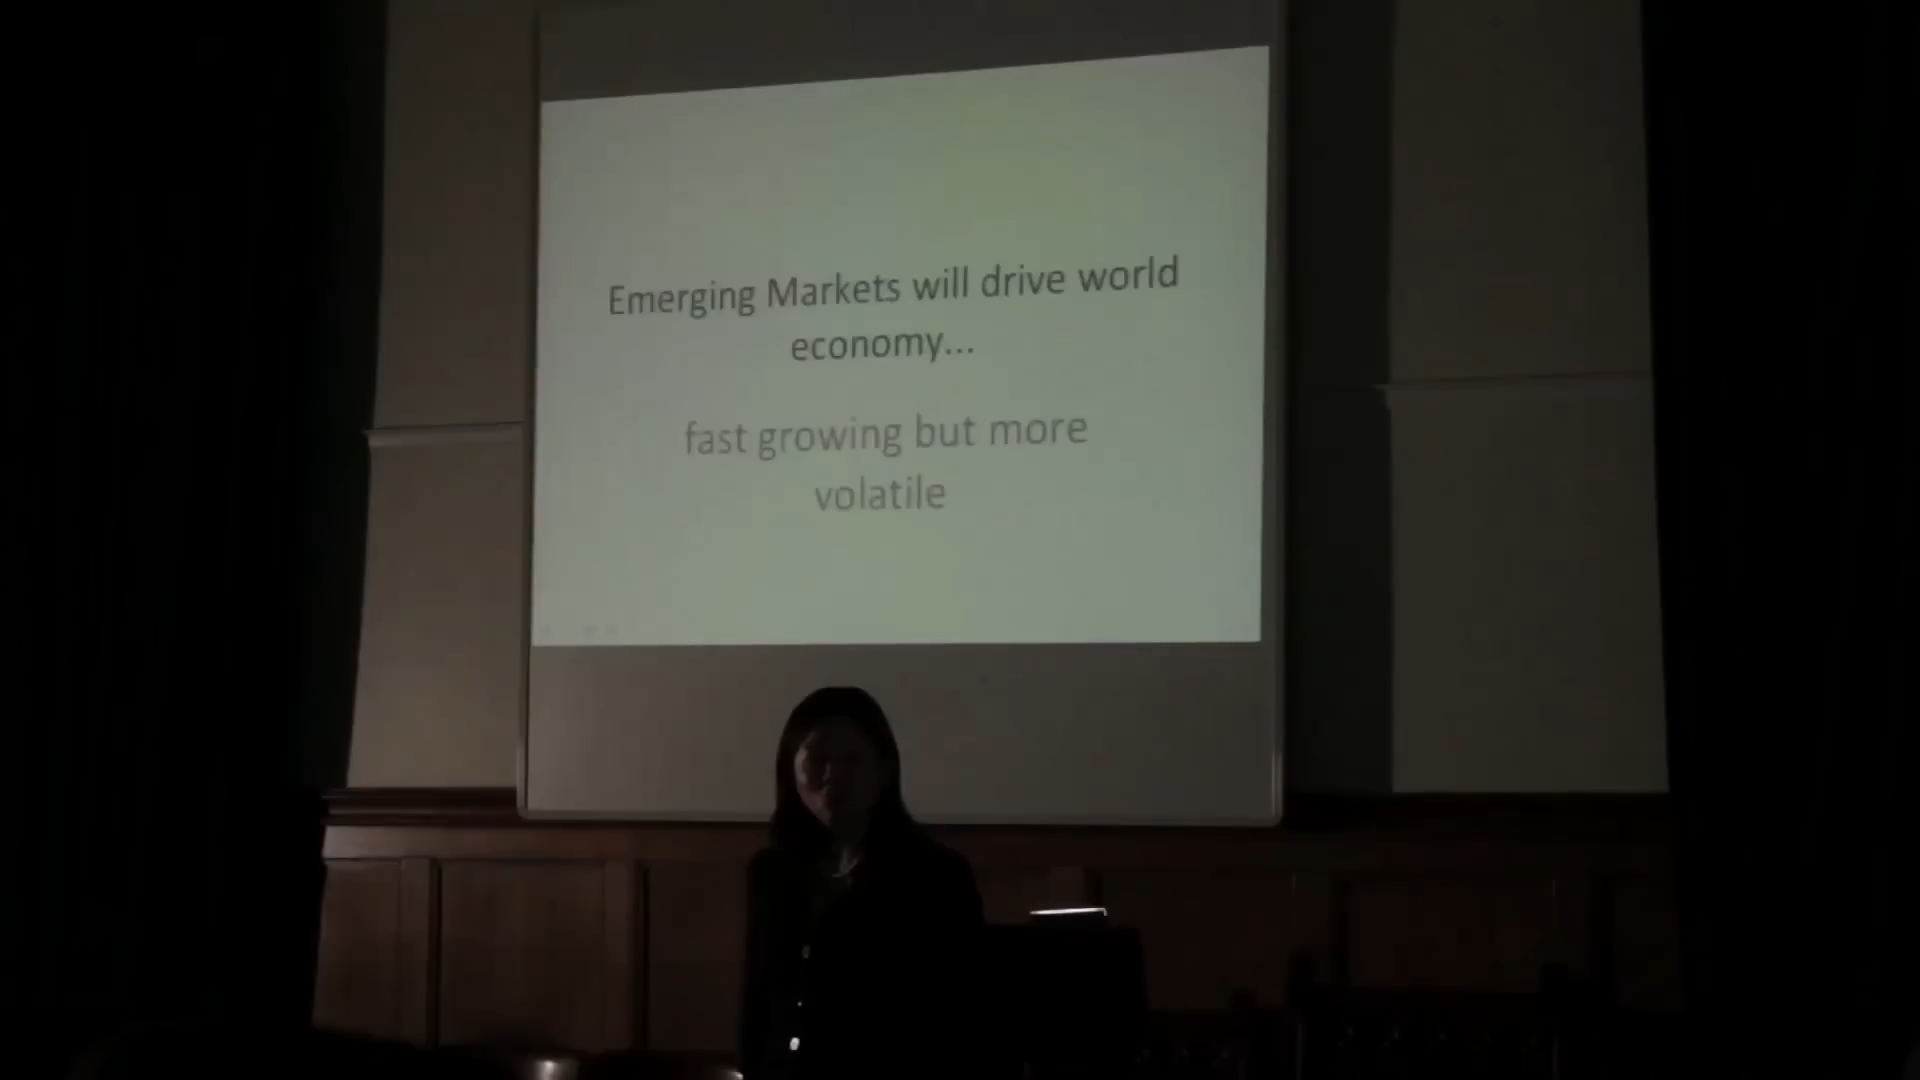 Emerging Markets will drive world
economy...
fast growing but more
volatile